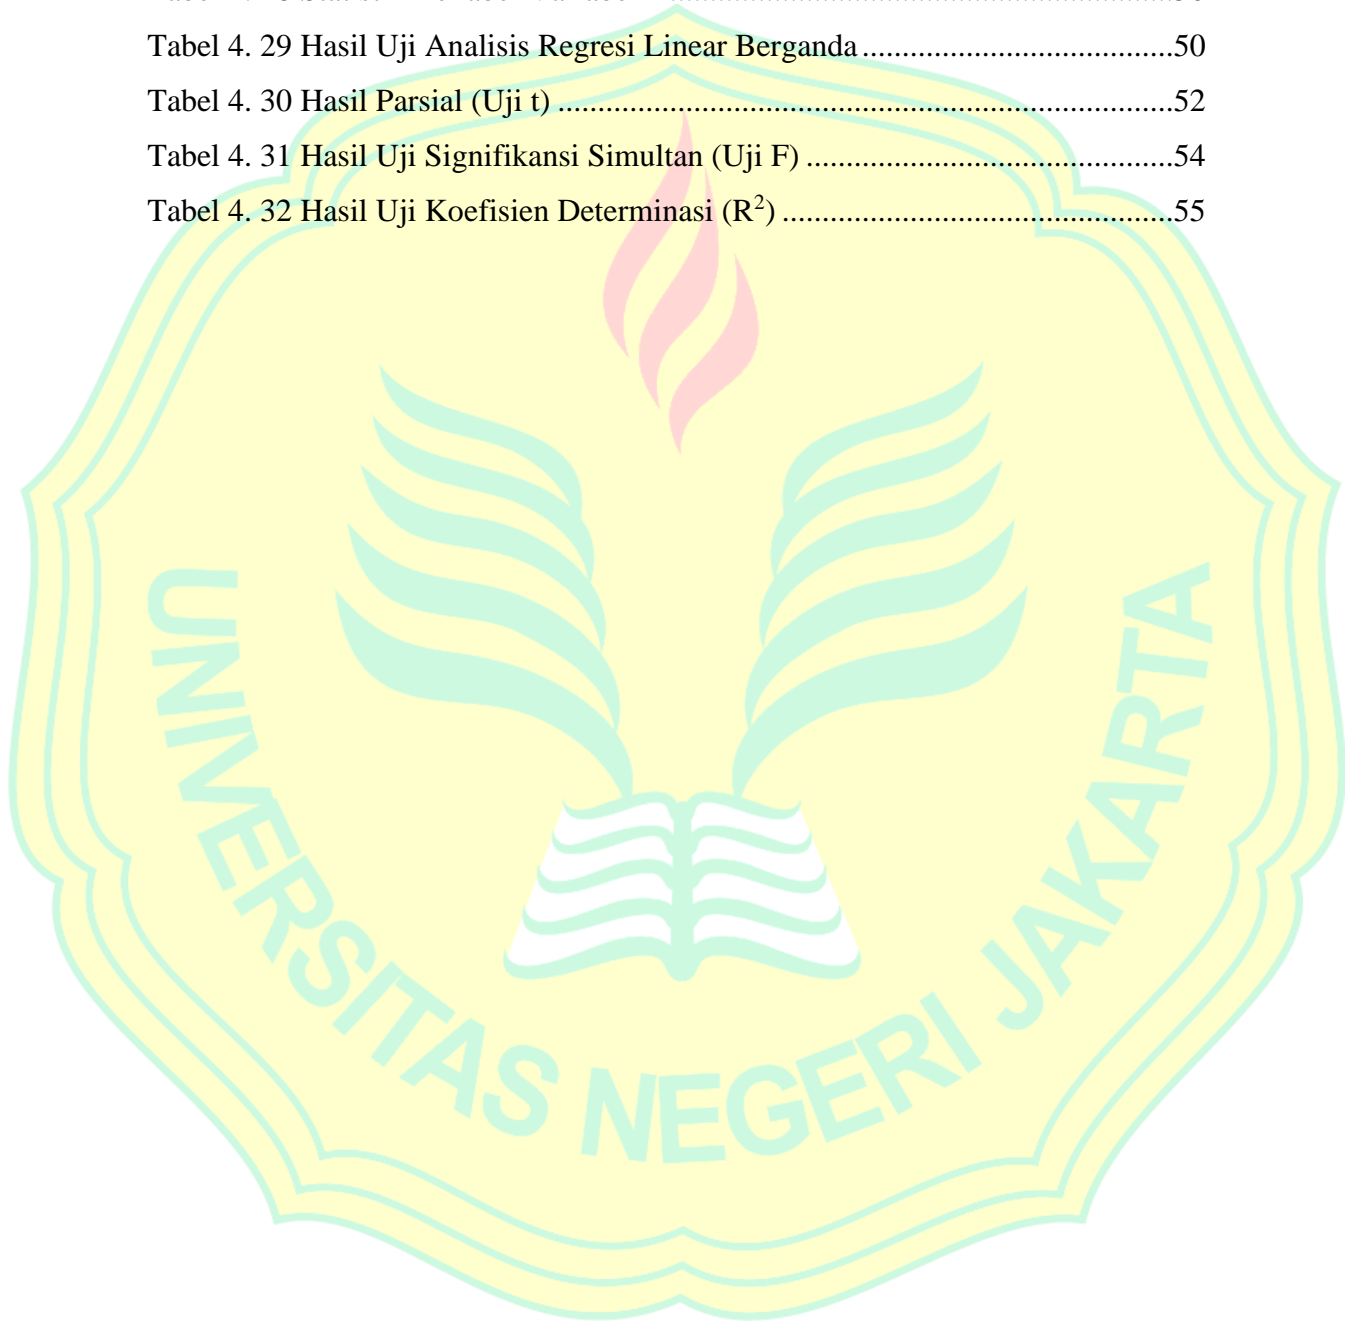 Tabel 4. 29 Hasil Uji Analisis Regresi Linear Berganda.......................................50
Tabel 4. 30 Hasil Parsial (Uji t)..............................................................................52
Tabel 4. 31 Hasil Uji Signifikansi Simultan (Uji F)..............................................54
Tabel 4. 32 Hasil Uji Koefisien Determinasi (R²).................................................55
UNIVERSITAS NEGERI JAKARTA